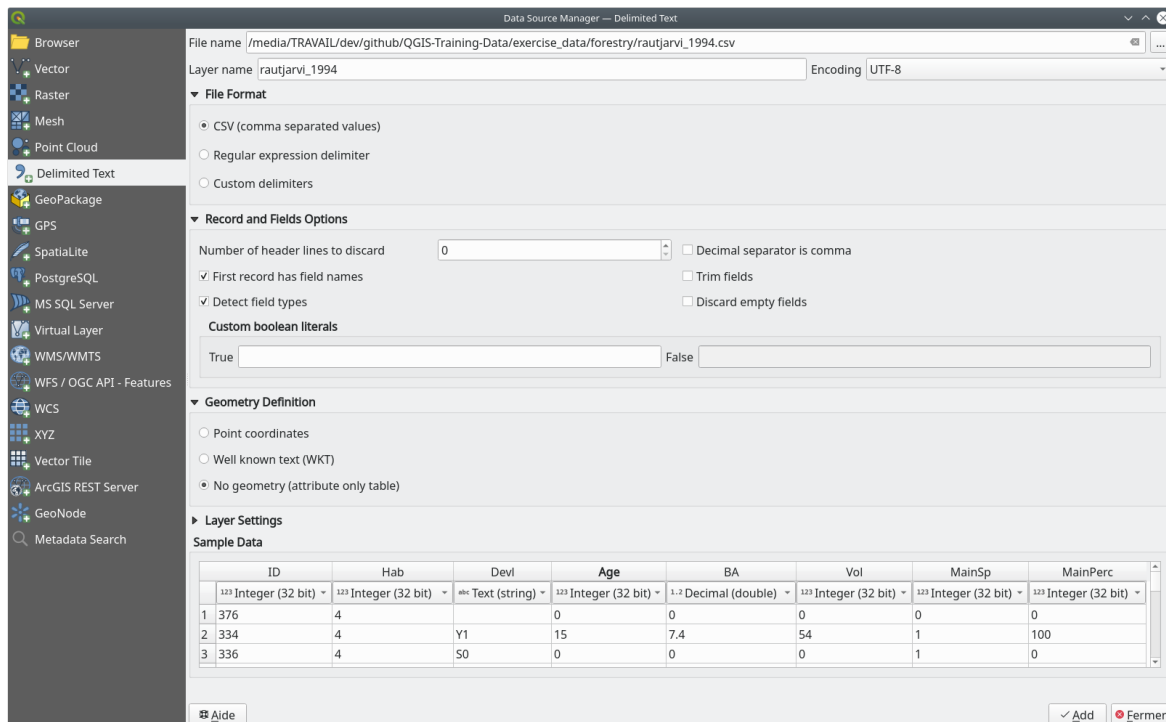 Data Source Manager — Delimited Text
Browser
Vector
Raster
Mesh
Point Cloud
Delimited Text
GeoPackage
GPS
SpatiaLite
PostgreSQL
MS SQL Server
Virtual Layer
WMS/WMTS
WFS / OGC API - Features
WCS
XYZ
Vector Tile
ArcGIS REST Server
GeoNode
Metadata Search
File name /media/TRAVAIL/dev/github/QGIS-Training-Data/exercise_data/forestry/rautjarvi_1994.csv ...
Layer name rautjarvi_1994 Encoding UTF-8
File Format
CSV (comma separated values)
Regular expression delimiter
Custom delimiters
Record and Fields Options
Number of header lines to discard 0 Decimal separator is comma
First record has field names Trim fields
Detect field types Discard empty fields
Custom boolean literals
True False
Geometry Definition
Point coordinates
Well known text (WKT)
No geometry (attribute only table)
Layer Settings
Sample Data
ID Hab Devl Age BA Vol MainSp MainPerc
123 Integer (32 bit) 123 Integer (32 bit) abc Text (string) 123 Integer (32 bit) 1.2 Decimal (double) 123 Integer (32 bit) 123 Integer (32 bit) 123 Integer (32 bit)
1 376 4 0 0 0 0 0
2 334 4 Y1 15 7.4 54 1 100
3 336 4 S0 0 0 0 1 0
Aide Add Fermer